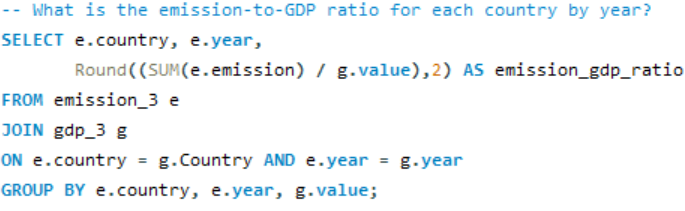 -- What is the emission-to-GDP ratio for each country by year?
SELECT e.country, e.year,
Round((SUM(e.emission) / g.value),2) AS emission_gdp_ratio
FROM emission_3 e
JOIN gdp_3 g
ON e.country = g.Country AND e.year = g.year
GROUP BY e.country, e.year, g.value;